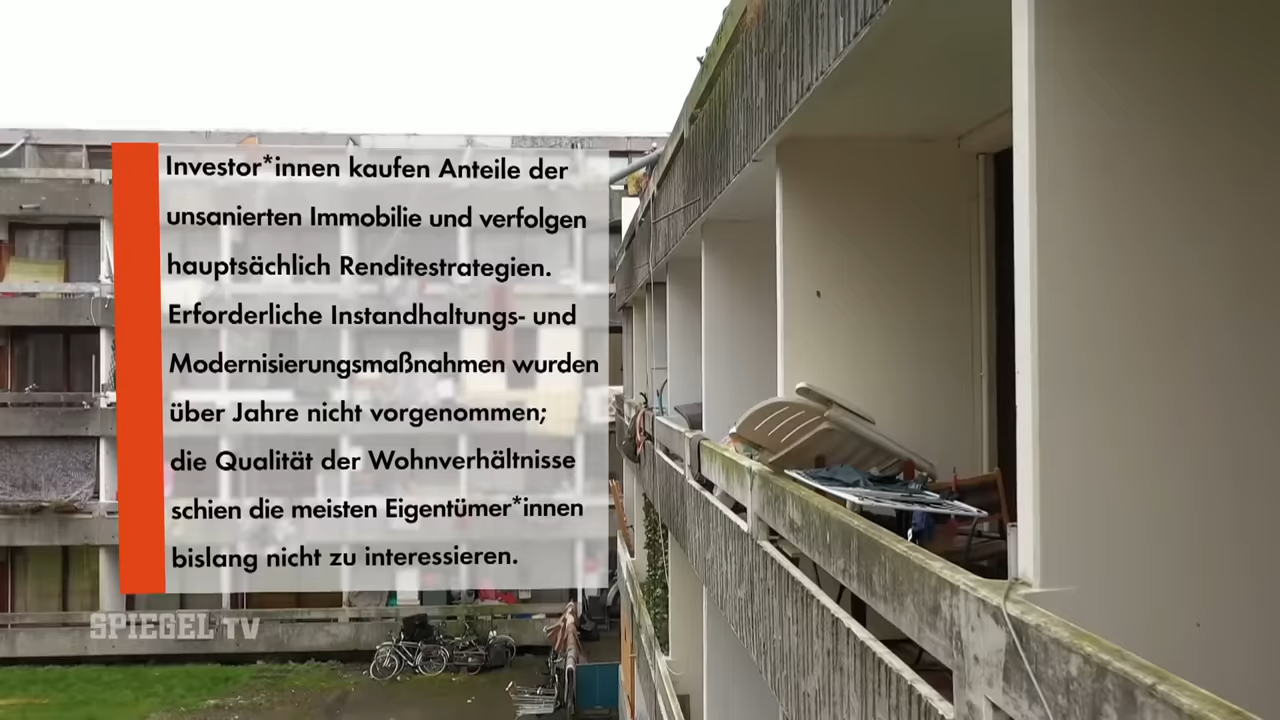 Investor*innen kaufen Anteile der
unsanierten Immobilie und verfolgen
hauptsächlich Renditestrategien.
Erforderliche Instandhaltungs- und
Modernisierungsmaßnahmen wurden
über Jahre nicht vorgenommen;
die Qualität der Wohnverhältnisse
schien die meisten Eigentümer*innen
bislang nicht zu interessieren.
SPIEGEL TV